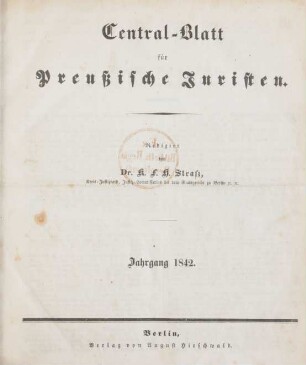 Central-Blatt
für
Preußische Juristen.
Redigirt
von
Dr. K. F. H. Straß,
Jahrgang 1842.
Berlin,
Verlag von August Hirschwald.